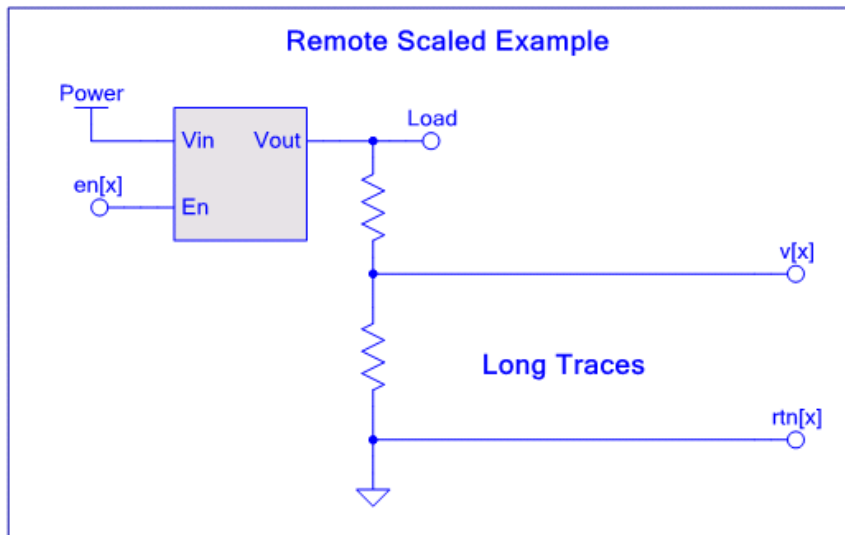 Remote Scaled Example
Power
Load
Vin
Vout
en[x]
En
v[x]
Long Traces
rtn[x]